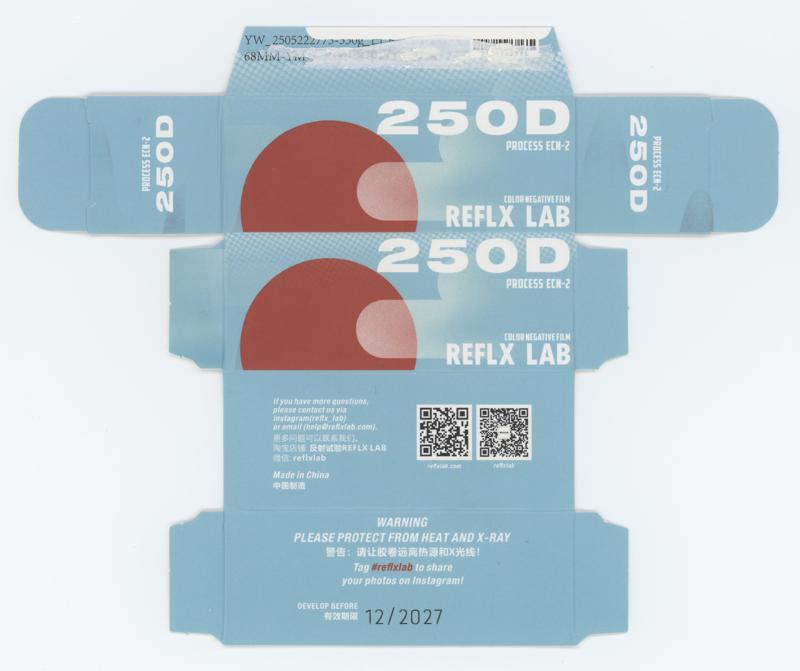 YW_2505222773-330g_
68MM-YM-
250D
PROCESS ECN-2
COLOR NEGATIVE FILM
REFLX LAB
PROCESS ECN-2
250D
PROCESS ECN-2
250D
250D
PROCESS ECN-2
COLOR NEGATIVE FILM
REFLX LAB
If you have more questions,
please contact us via
instagram(reflx_lab)
or email (help@reflxlab.com).
更多问题可以联系我们。
淘宝店铺: 反射试验REFLX LAB
微信: reflxlab
Made in China
中国制造
reflxlab.com
reflxlab
WARNING
PLEASE PROTECT FROM HEAT AND X-RAY
警告：请让胶卷远离热源和X光线！
Tag #reflxlab to share
your photos on Instagram!
DEVELOP BEFORE
有效期限
12/2027